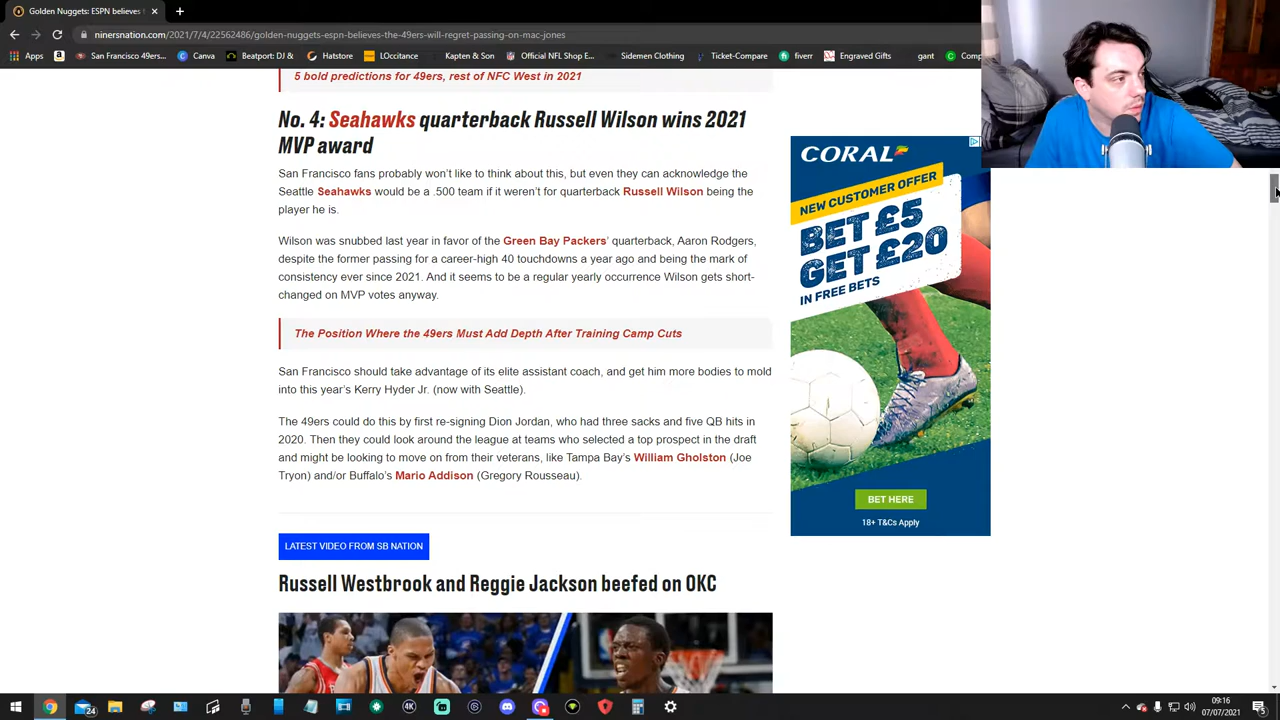 Golden Nuggets: ESPN believes
ninersnation.com/2021/7/4/22562486/golden-nuggets-espn-believes-the-49ers-will-regret-passing-on-mac-jones
Apps
San Francisco 49ers...
Canva
Beatport: DJ &
Hatstore
LOccitance
Kapten & Son
Official NFL Shop E...
Sidemen Clothing
Ticket-Compare
fiverr
Engraved Gifts
gant
Comp
5 bold predictions for 49ers, rest of NFC West in 2021
No. 4: Seahawks quarterback Russell Wilson wins 2021
MVP award
San Francisco fans probably won't like to think about this, but even they can acknowledge the
Seattle Seahawks would be a .500 team if it weren't for quarterback Russell Wilson being the
player he is.
Wilson was snubbed last year in favor of the Green Bay Packers' quarterback, Aaron Rodgers,
despite the former passing for a career-high 40 touchdowns a year ago and being the mark of
consistency ever since 2021. And it seems to be a regular yearly occurrence Wilson gets short-
changed on MVP votes anyway.
The Position Where the 49ers Must Add Depth After Training Camp Cuts
San Francisco should take advantage of its elite assistant coach, and get him more bodies to mold
into this year's Kerry Hyder Jr. (now with Seattle).
The 49ers could do this by first re-signing Dion Jordan, who had three sacks and five QB hits in
2020. Then they could look around the league at teams who selected a top prospect in the draft
and might be looking to move on from their veterans, like Tampa Bay's William Gholston (Joe
Tryon) and/or Buffalo's Mario Addison (Gregory Rousseau).
LATEST VIDEO FROM SB NATION
Russell Westbrook and Reggie Jackson beefed on OKC
CORAL
NEW CUSTOMER OFFER
BET £5
GET £20
IN FREE BETS
BET HERE
18+ T&Cs Apply
24
4K
09:16
07/07/2021
5